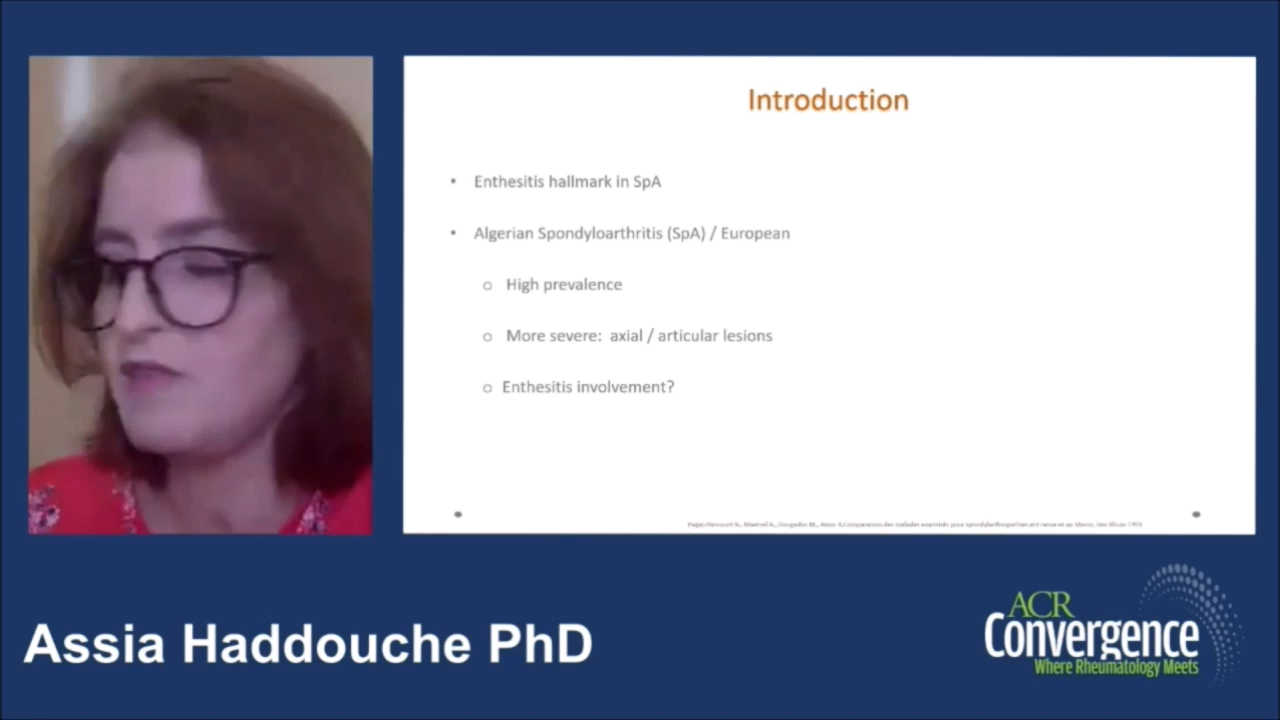 Introduction
• Enthesitis hallmark in SpA
• Algerian Spondyloarthritis (SpA) / European
o High prevalence
o More severe: axial / articular lesions
o Enthesitis involvement?
Assia Haddouche PhD
ACR
Convergence
Where Rheumatology Meets